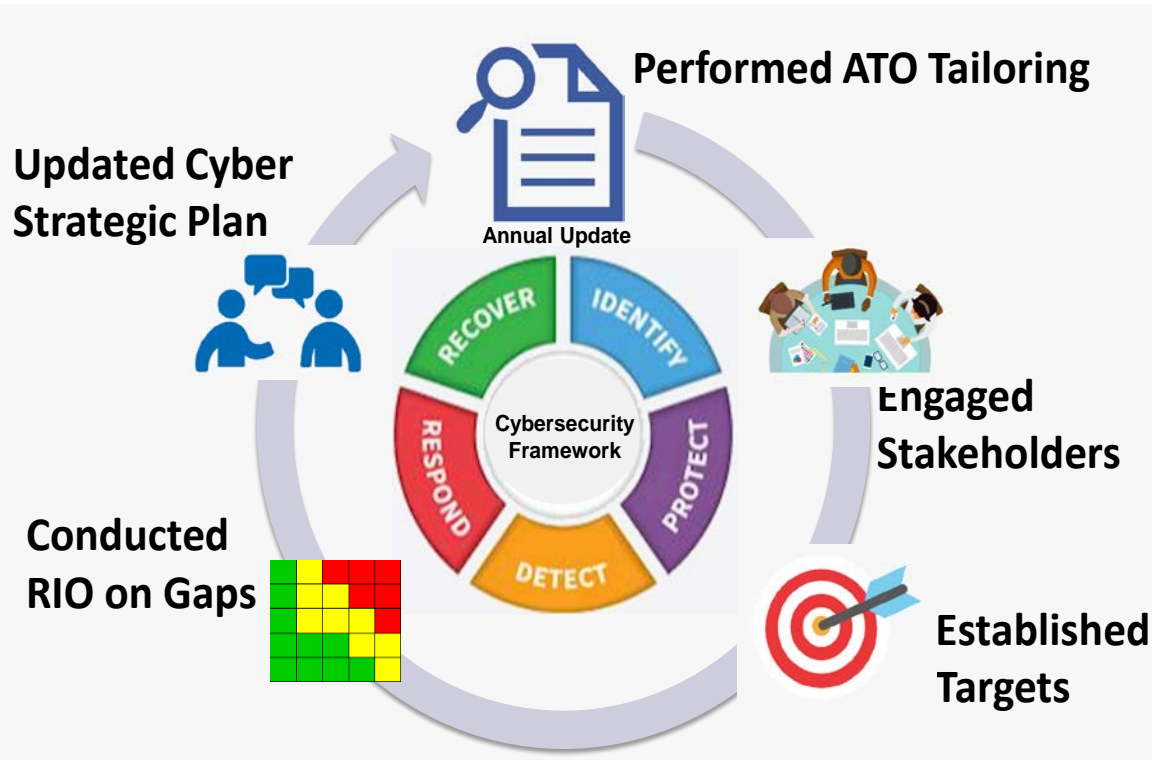 Performed ATO Tailoring
Updated Cyber
Strategic Plan
Annual Update
RECOVER
IDENTIFY
Cybersecurity
Framework
RESPOND
PROTECT
DETECT
Engaged
Stakeholders
Conducted
RIO on Gaps
Established
Targets